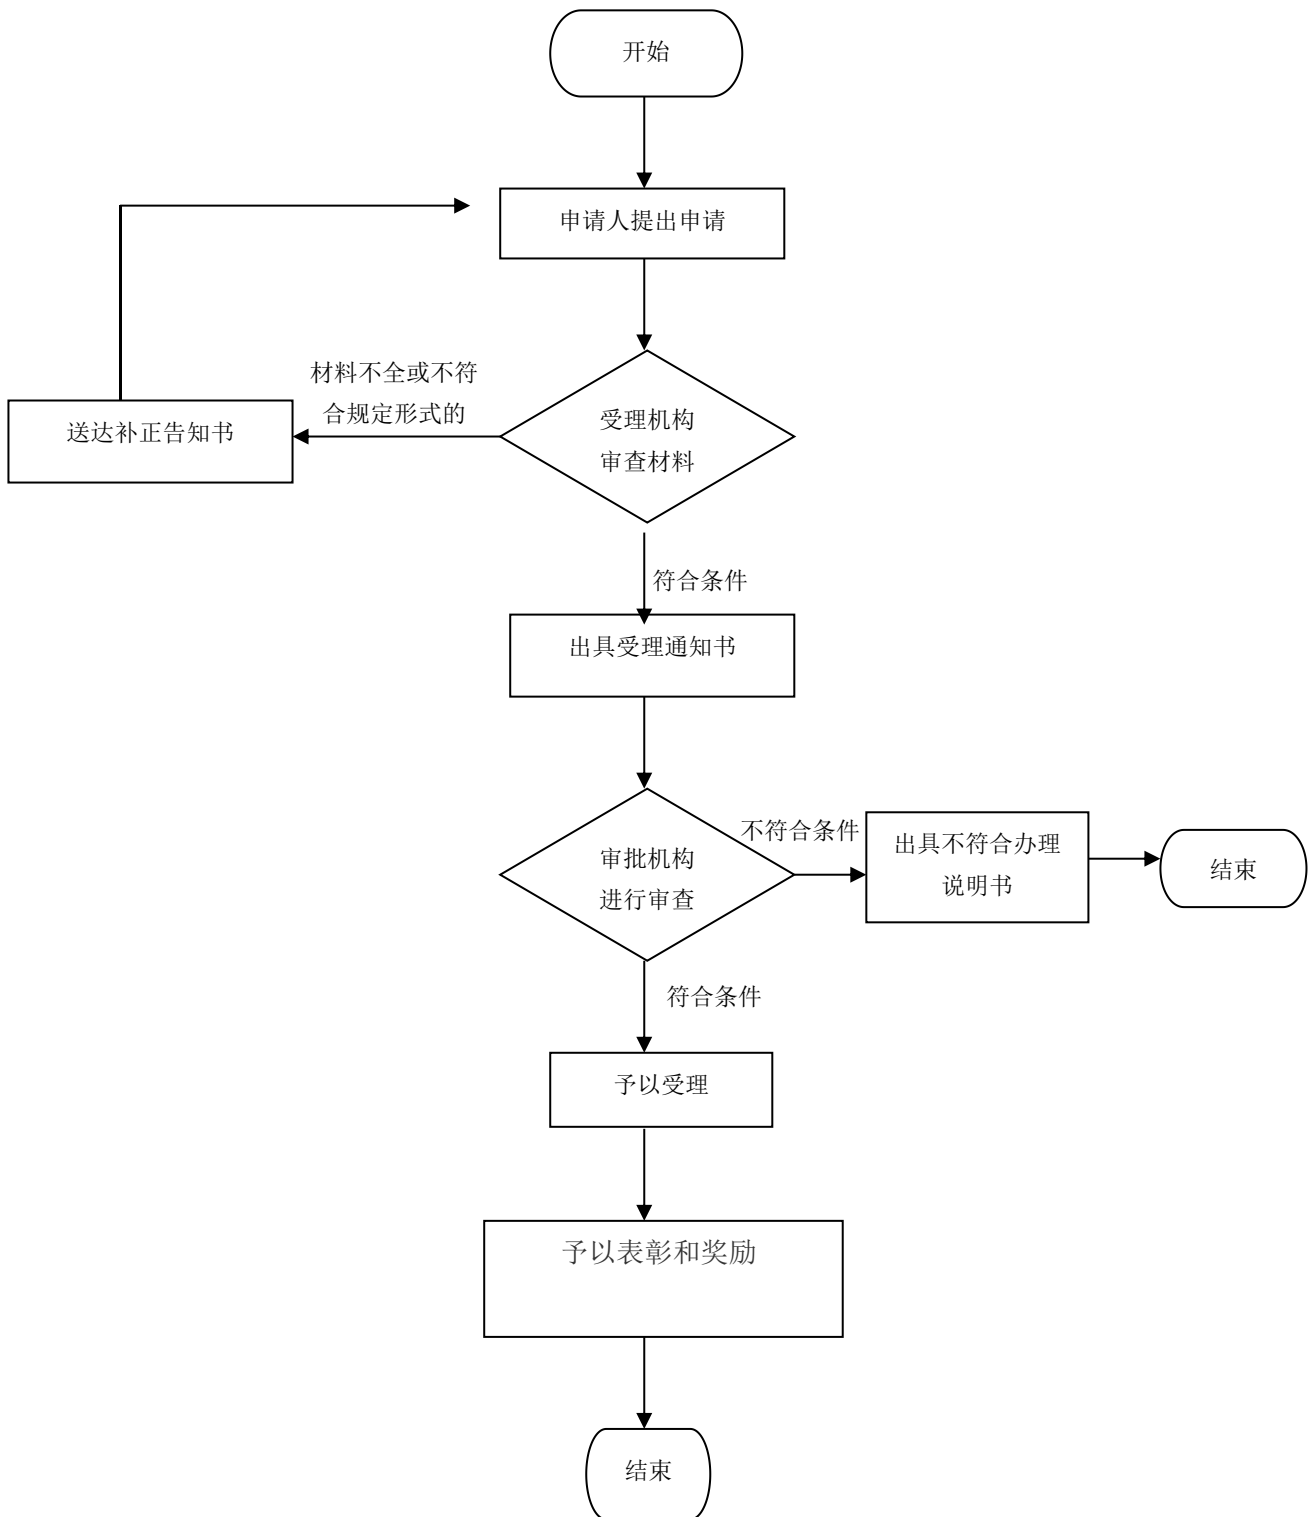 开始
申请人提出申请
材料不全或不符
合规定形式的
送达补正告知书
受理机构
审查材料
符合条件
出具受理通知书
审批机构
进行审查
不符合条件
出具不符合办理
说明书
结束
符合条件
予以受理
予以表彰和奖励
结束